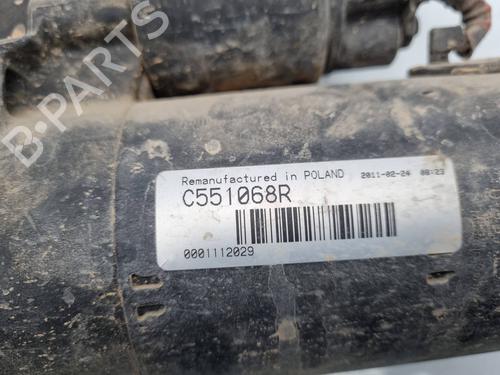 B-PARTS
Remanufactured in POLAND 2011-02-24 08:23
C551068R
0001112029